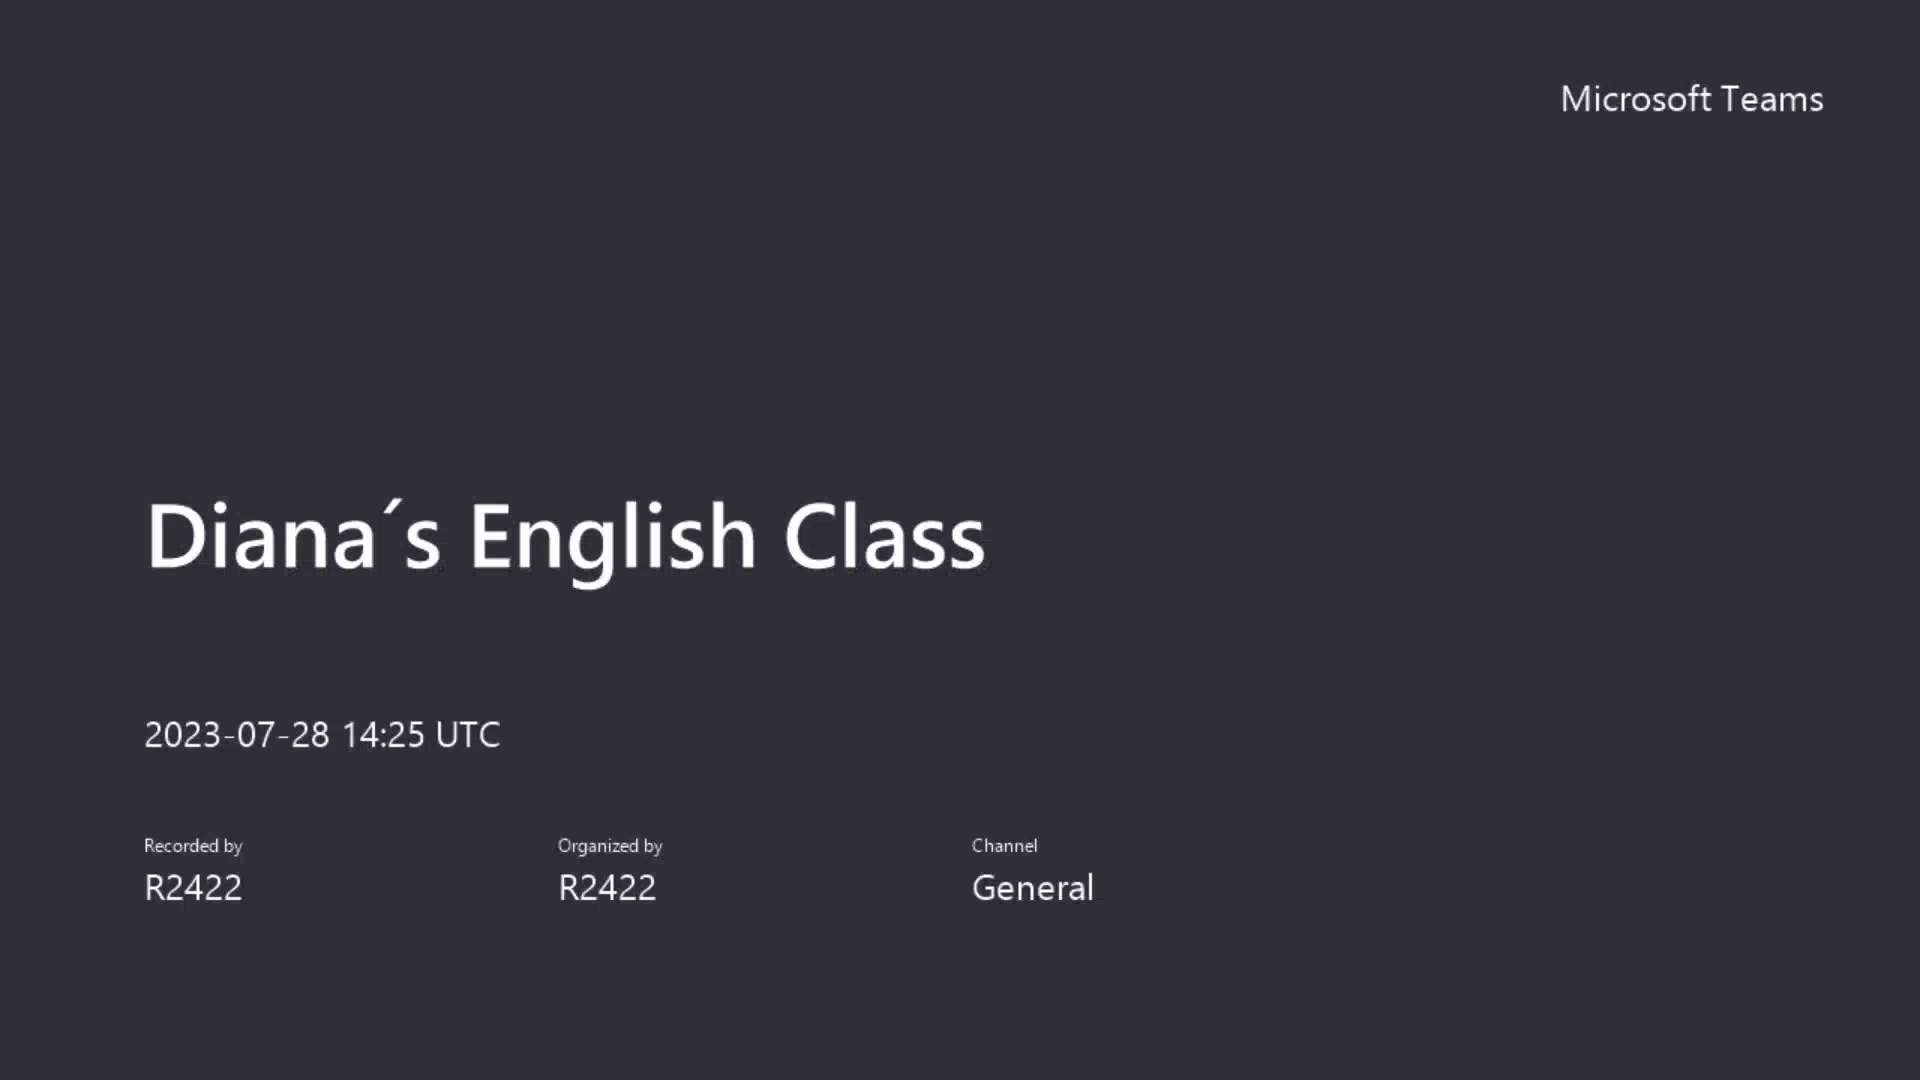 Microsoft Teams
Diana´s English Class
2023-07-28 14:25 UTC
Recorded by
R2422
Organized by
R2422
Channel
General